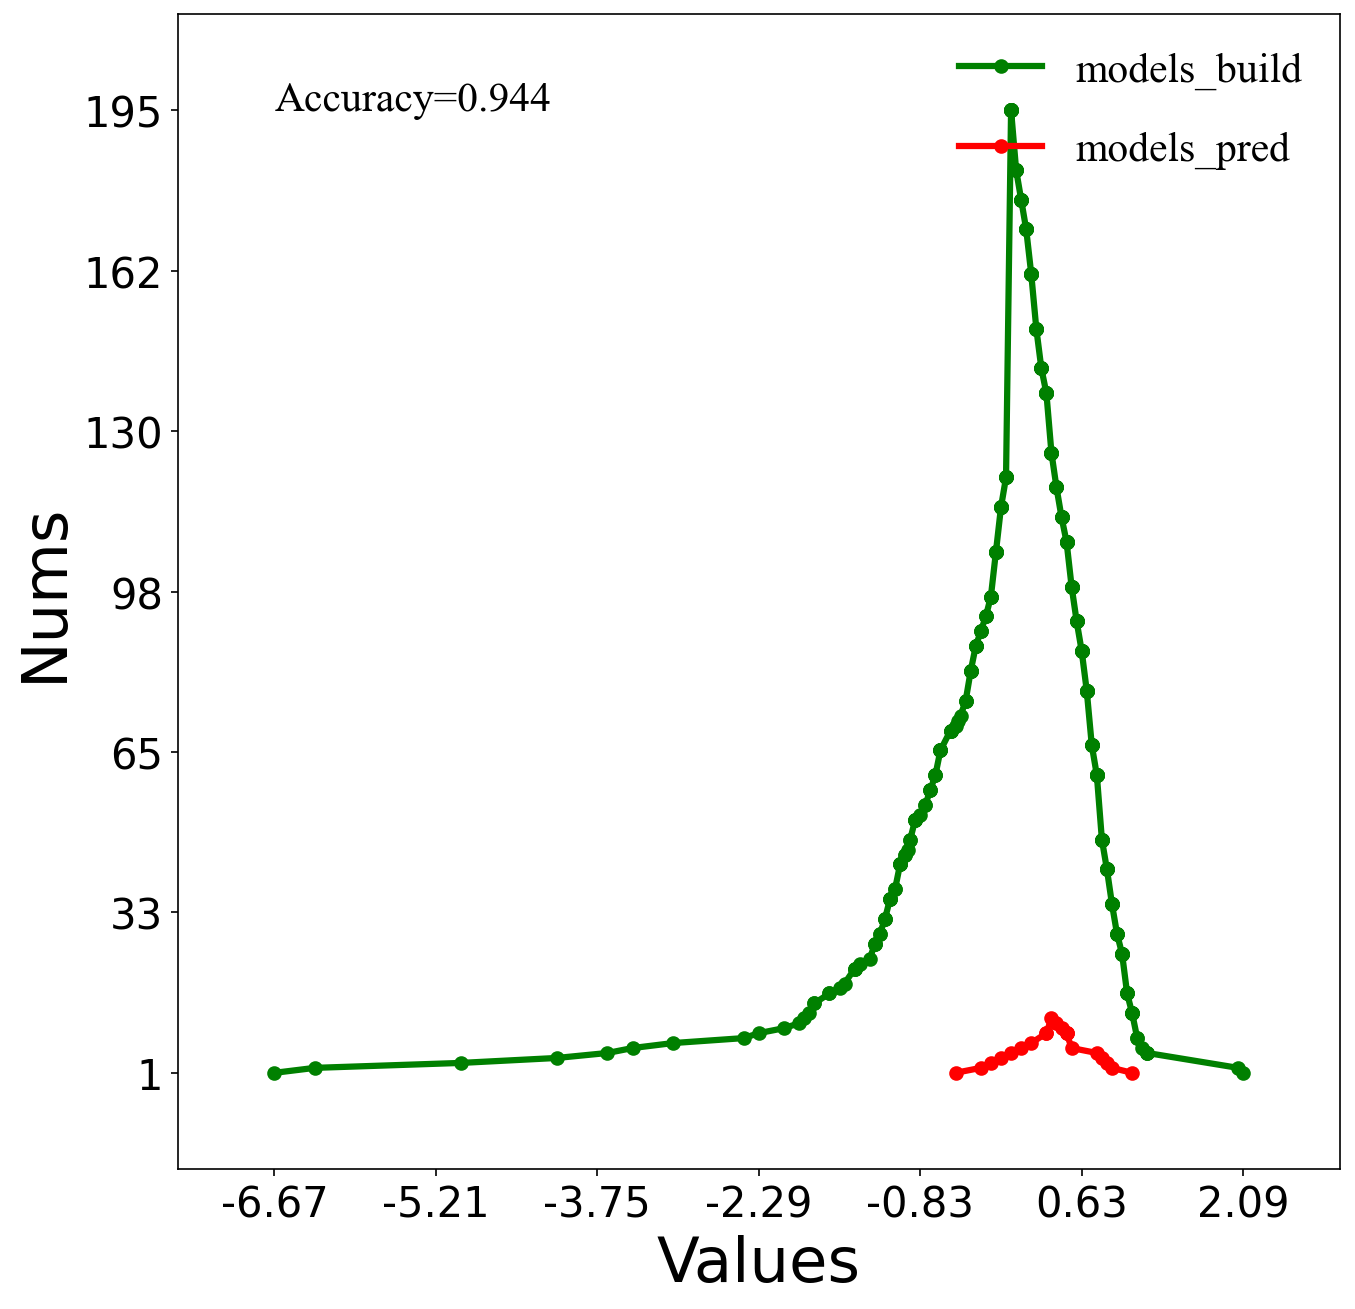 models_build
Accuracy=0.944
models_pred
195
162
130
98
65
33
1
Nums
-6.67 -5.21 -3.75 -2.29 -0.83 0.63 2.09
Values